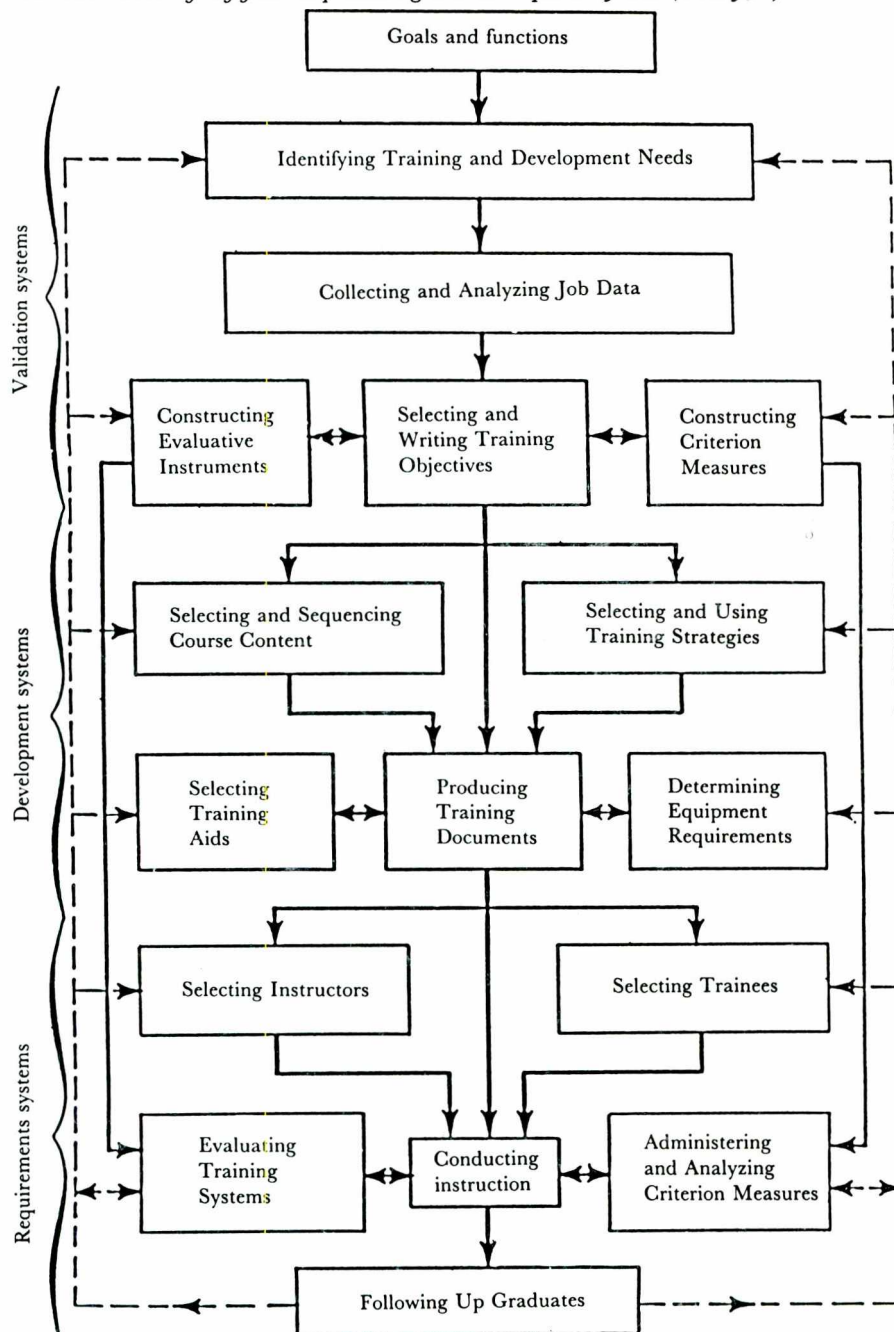 Goals and functions
Identifying Training and Development Needs
Collecting and Analyzing Job Data
Validation systems
Constructing
Evaluative
Instruments
Selecting and
Writing Training
Objectives
Constructing
Criterion
Measures
Selecting and Sequencing
Course Content
Selecting and Using
Training Strategies
Development systems
Selecting
Training
Aids
Producing
Training
Documents
Determining
Equipment
Requirements
Selecting Instructors
Selecting Trainees
Requirements systems
Evaluating
Training
Systems
Conducting
instruction
Administering
and Analyzing
Criterion Measures
Following Up Graduates